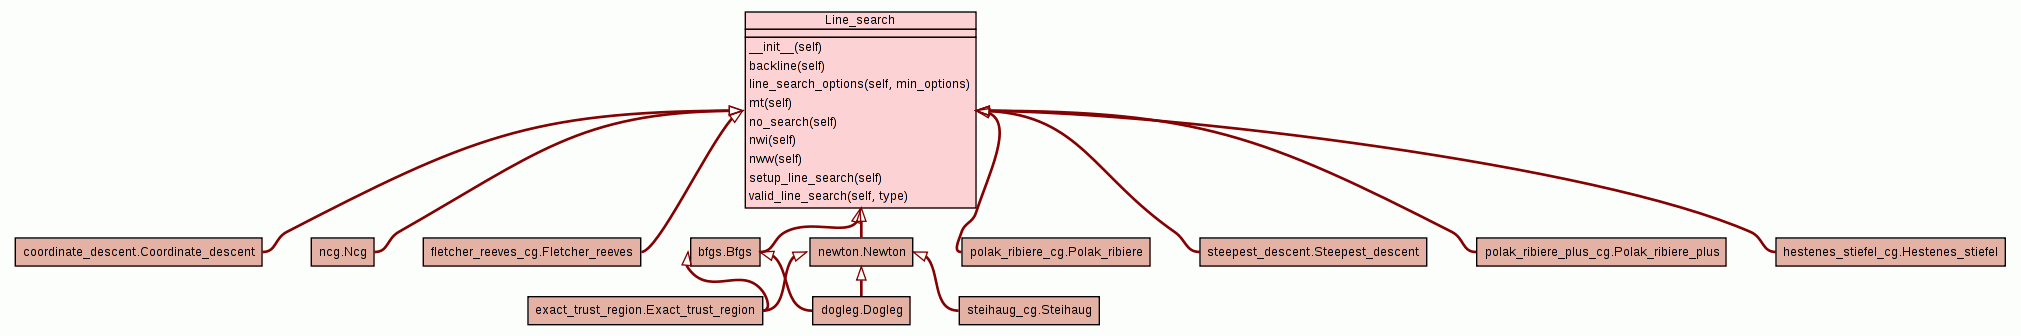 Line_search
__init__(self)
backline(self)
line_search_options(self, min_options)
mt(self)
no_search(self)
nwi(self)
nww(self)
setup_line_search(self)
valid_line_search(self, type)
coordinate_descent.Coordinate_descent
ncg.Ncg
fletcher_reeves_cg.Fletcher_reeves
bfgs.Bfgs
newton.Newton
polak_ribiere_cg.Polak_ribiere
steepest_descent.Steepest_descent
polak_ribiere_plus_cg.Polak_ribiere_plus
hestenes_stiefel_cg.Hestenes_stiefel
exact_trust_region.Exact_trust_region
dogleg.Dogleg
steihaug_cg.Steihaug